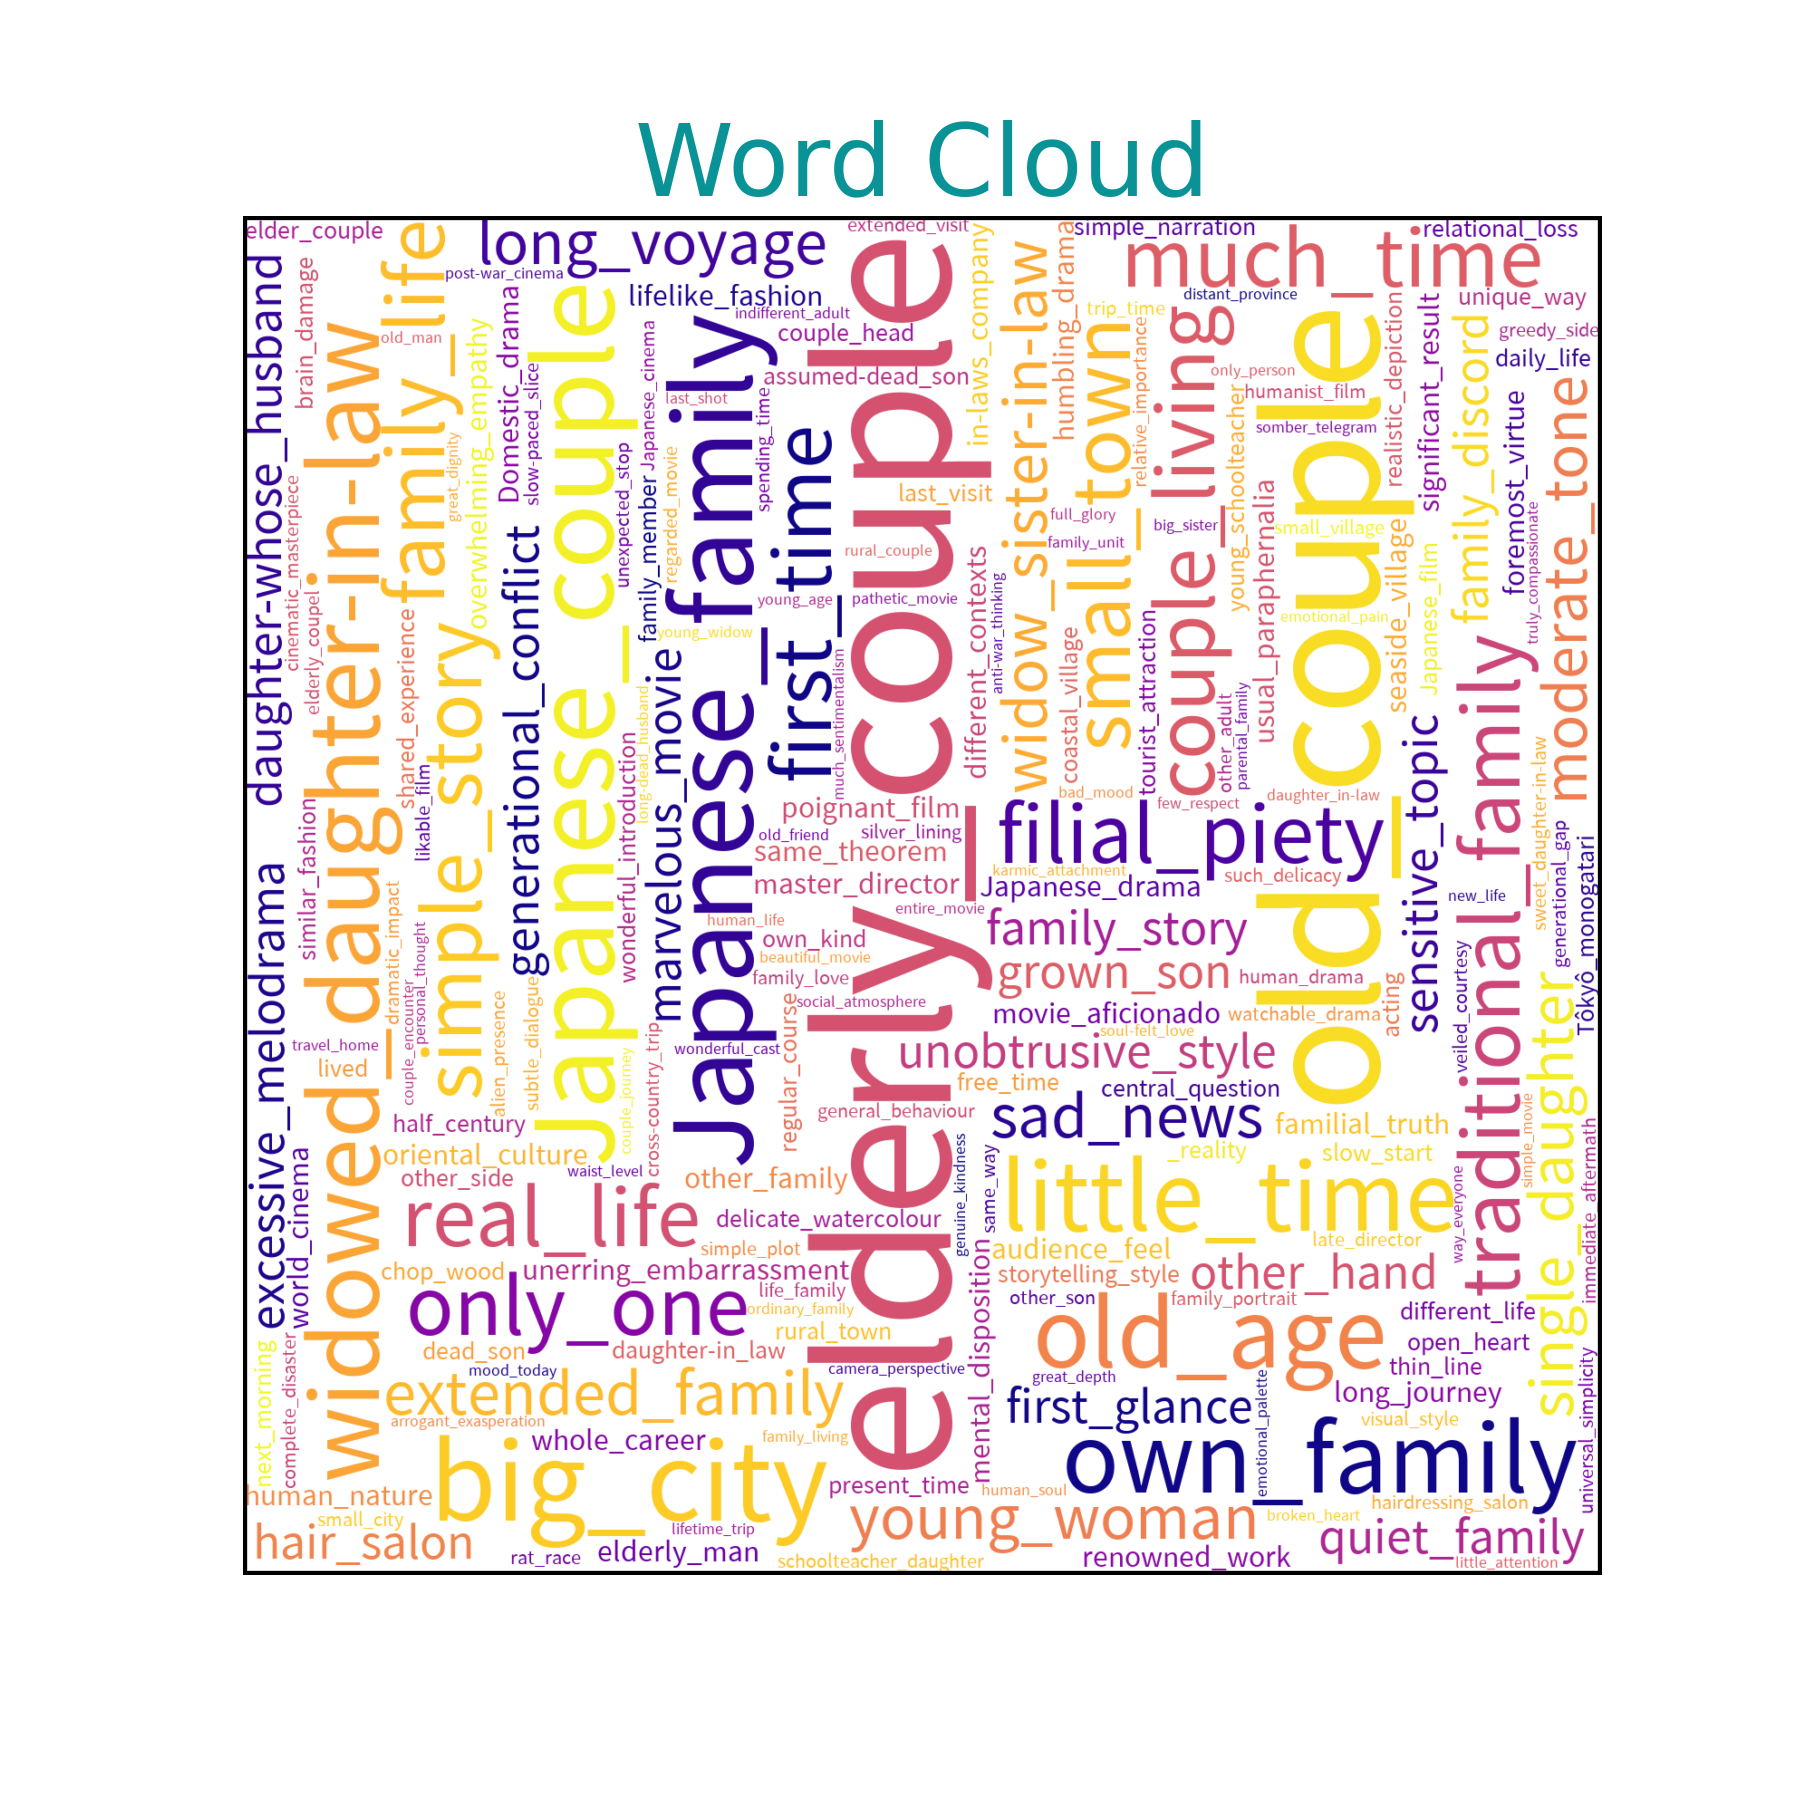 Word Cloud
elder_couple
long_voyage
extended_visit
simple_narration
relational_loss
much_time
post-war_cinema
lifelike_fashion
distant_province
unique_way
indifferent_adult
couple_head
trip_time
greedy_side
daily_life
old_man
assumed-dead_son
only_person
humanist_film
last_shot
somber_telegram
last_visit
full_glory
big_sister
small_village
family_unit
rural_couple
young_age
pathetic_movie
emotional_pain
young_widow
daughter-whose_husband
brain_damage
widowed_daughter-in-law
family_life
overwhelming_empathy
great_dignity
Domestic_drama
slow-paced_slice
Japanese_couple
unexpected_stop
Japanese_cinema
family_member
regarded_movie
Japanese_family
spending_time
first_time
elderly_couple
in-laws_company
widow_sister-in-law
humbling_drama
small_town
relative_importance
couple_living
young_schoolteacher
usual_paraphernalia
old_couple
realistic_depiction
significant_result
family_discord
foremost_virtue
moderate_tone
truly_compassionate
cinematic_masterpiece
elderly_coupel
shared_experience
simple_story
generational_conflict
long-dead_husband
marvelous_movie
wonderful_introduction
much_sentimentalism
different_contexts
anti-war_thinking
coastal_village
tourist_attraction
other_adult
parental_family
seaside_village
Japanese_film
sensitive_topic
traditional_family
likable_film
similar_fashion
bad_mood
few_respect
daughter_in-law
poignant_film
old_friend
silver_lining
filial_piety
same_theorem
karmic_attachment
such_delicacy
master_director
Japanese_drama
new_life
entire_movie
human_life
own_kind
family_story
beautiful_movie
family_love
grown_son
human_drama
social_atmosphere
movie_aficionado
watchable_drama
acting
soul-felt_love
sweet_daughter-in-law
generational_gap
Tôkyô_monogatari
veiled_courtesy
excessive_melodrama
dramatic_impact
personal_thought
couple_encounter
alien_presence
subtle_dialogue
couple_journey
cross-country_trip
regular_course
travel_home
wonderful_cast
unobtrusive_style
lived
free_time
central_question
general_behaviour
sad_news
familial_truth
half_century
oriental_culture
_reality
slow_start
waist_level
other_side
other_family
little_time
real_life
delicate_watercolour
genuine_kindness
same_way
way_everyone
simple_movie
single_daughter
immediate_aftermath
world_cinema
simple_plot
audience_feel
late_director
chop_wood
unerring_embarrassment
storytelling_style
other_hand
life_family
other_son
family_portrait
only_one
ordinary_family
different_life
rural_town
old_age
open_heart
dead_son
daughter-in_law
thin_line
mood_today
camera_perspective
great_depth
mental_disposition
extended_family
first_glance
long_journey
emotional_palette
universal_simplicity
next_morning
complete_disaster
arrogant_exasperation
visual_style
whole_career
family_living
big_city
own_family
present_time
human_soul
human_nature
hairdressing_salon
small_city
young_woman
broken_heart
lifetime_trip
hair_salon
quiet_family
rat_race
elderly_man
schoolteacher_daughter
renowned_work
little_attention